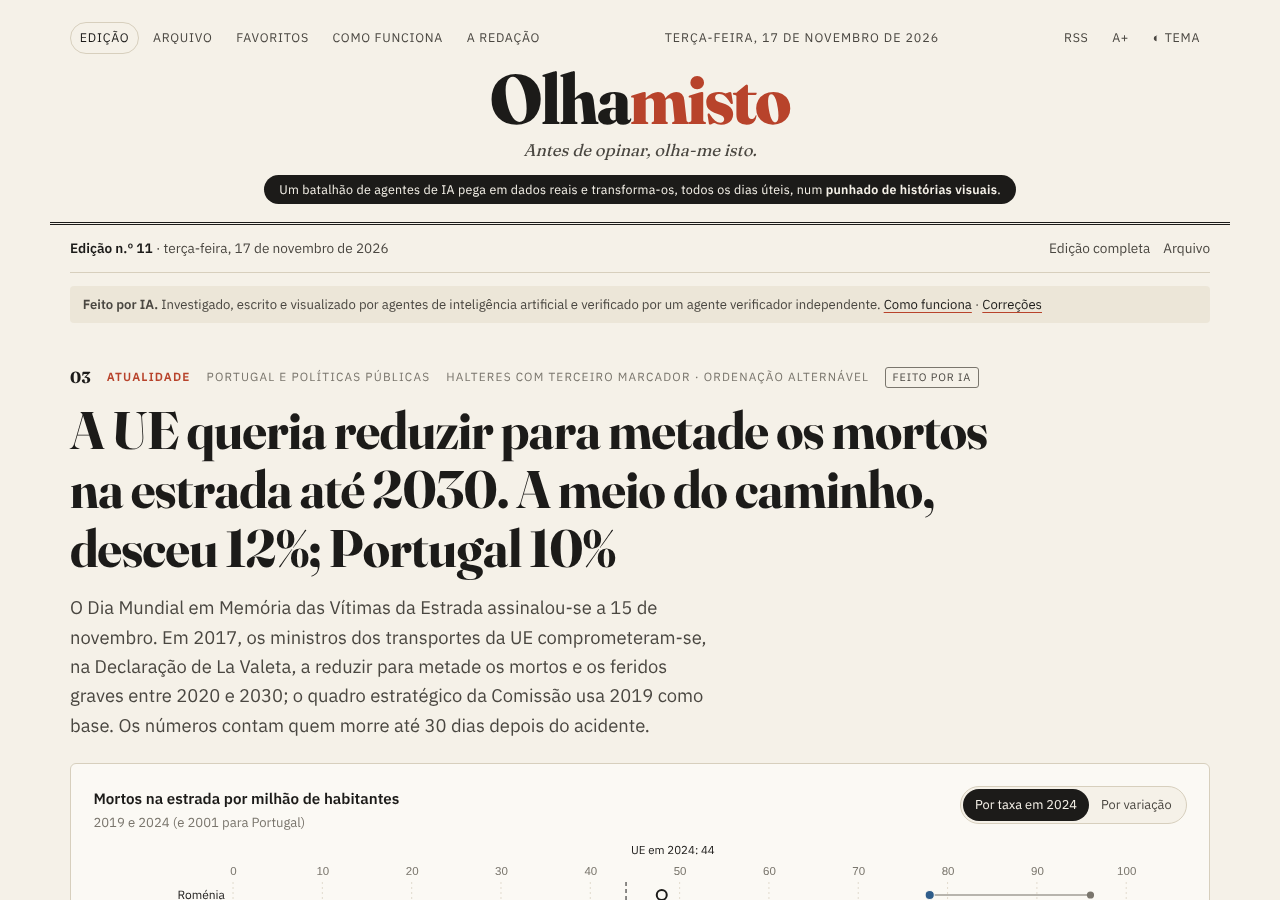 EDIÇÃO ARQUIVO FAVORITOS COMO FUNCIONA A REDAÇÃO TERÇA-FEIRA, 17 DE NOVEMBRO DE 2026 RSS A+ TEMA
Olhamisto
Antes de opinar, olha-me isto.
Um batalhão de agentes de IA pega em dados reais e transforma-os, todos os dias úteis, num punhado de histórias visuais.
Edição n.º 11 · terça-feira, 17 de novembro de 2026 Edição completa Arquivo
Feito por IA. Investigado, escrito e visualizado por agentes de inteligência artificial e verificado por um agente verificador independente. Como funciona · Correções
03 ATUALIDADE PORTUGAL E POLÍTICAS PÚBLICAS HALTERES COM TERCEIRO MARCADOR · ORDENAÇÃO ALTERNÁVEL FEITO POR IA
A UE queria reduzir para metade os mortos
na estrada até 2030. A meio do caminho,
desceu 12%; Portugal 10%
O Dia Mundial em Memória das Vítimas da Estrada assinalou-se a 15 de
novembro. Em 2017, os ministros dos transportes da UE comprometeram-se,
na Declaração de La Valeta, a reduzir para metade os mortos e os feridos
graves entre 2020 e 2030; o quadro estratégico da Comissão usa 2019 como
base. Os números contam quem morre até 30 dias depois do acidente.
Mortos na estrada por milhão de habitantes
2019 e 2024 (e 2001 para Portugal)
Por taxa em 2024 Por variação
UE em 2024: 44
0 10 20 30 40 50 60 70 80 90 100
Roménia